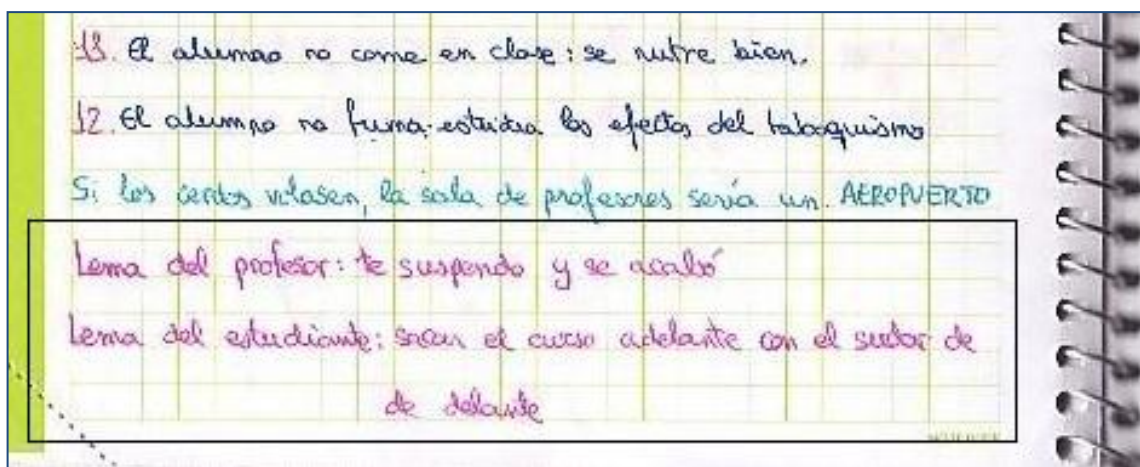 13. El alumno no come en clase: se nutre bien.
12. El alumno no fuma: estudia los efectos del tabaquismo
Si los cerdos volasen, la sala de profesores sería un. AEROPUERTO
Lema del profesor: te suspendo y se acabó
Lema del estudiante: sacar el curso adelante con el sudor de
de delante